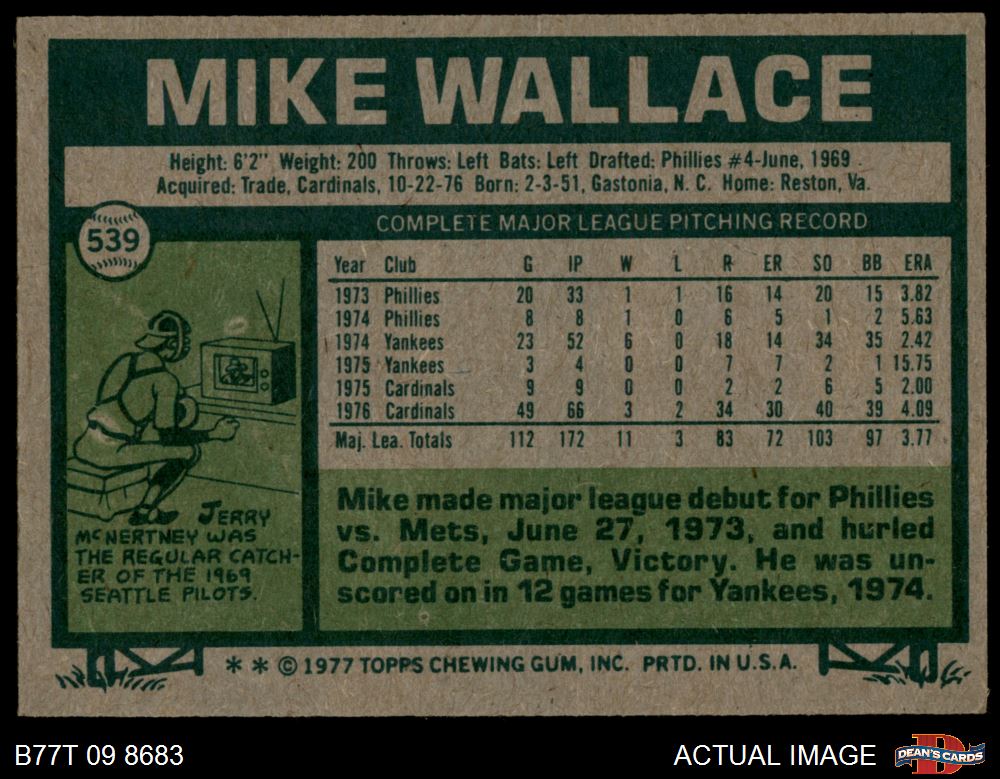 MIKE WALLACE
Height: 6'2" Weight: 200 Throws: Left Bats: Left Drafted: Phillies #4-June, 1969
Acquired: Trade, Cardinals, 10-22-76 Born: 2-3-51, Gastonia, N. C. Home: Reston, Va.
539
COMPLETE MAJOR LEAGUE PITCHING RECORD
Year Club G IP W L R ER SO BB ERA
1973 Phillies 20 33 1 1 16 14 20 15 3.82
1974 Phillies 8 8 1 0 6 5 1 2 5.63
1974 Yankees 23 52 6 0 18 14 34 35 2.42
1975 Yankees 3 4 0 0 7 7 2 1 15.75
1975 Cardinals 9 9 0 0 2 2 6 5 2.00
1976 Cardinals 49 66 3 2 34 30 40 39 4.09
Maj. Lea. Totals 112 172 11 3 83 72 103 97 3.77
JERRY
McNERTNEY WAS
THE REGULAR CATCH-
ER OF THE 1969
SEATTLE PILOTS.
Mike made major league debut for Phillies
vs. Mets, June 27, 1973, and hurled
Complete Game, Victory. He was un-
scored on in 12 games for Yankees, 1974.
* * © 1977 TOPPS CHEWING GUM, INC. PRTD. IN U.S.A.
B77T 09 8683
ACTUAL IMAGE
DEAN'S CARDS